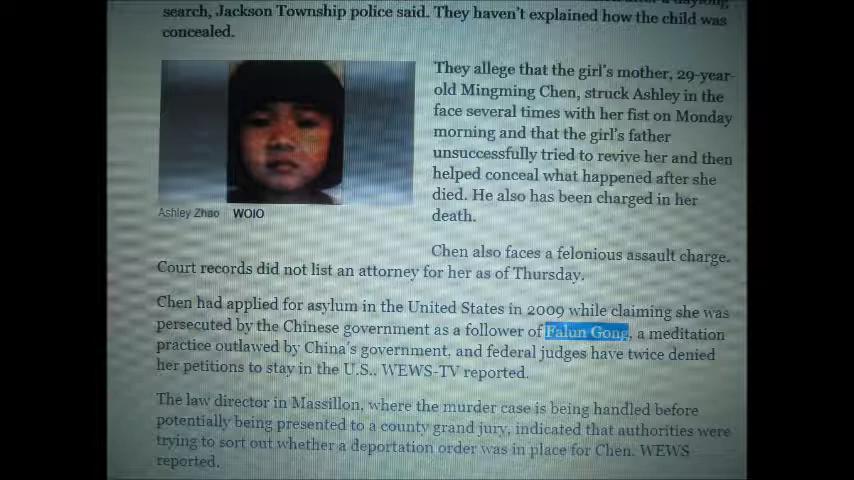 search, Jackson Township police said. They haven't explained how the child was
concealed.
They allege that the girl's mother, 29-year-
old Mingming Chen, struck Ashley in the
face several times with her fist on Monday
morning and that the girl's father
unsuccessfully tried to revive her and then
helped conceal what happened after she
died. He also has been charged in her
death.
Ashley Zhao WOIO
Chen also faces a felonious assault charge.
Court records did not list an attorney for her as of Thursday.
Chen had applied for asylum in the United States in 2009 while claiming she was
persecuted by the Chinese government as a follower of Falun Gong, a meditation
practice outlawed by China's government, and federal judges have twice denied
her petitions to stay in the U.S.. WEWS-TV reported.
The law director in Massillon, where the murder case is being handled before
potentially being presented to a county grand jury, indicated that authorities were
trying to sort out whether a deportation order was in place for Chen. WEWS
reported.